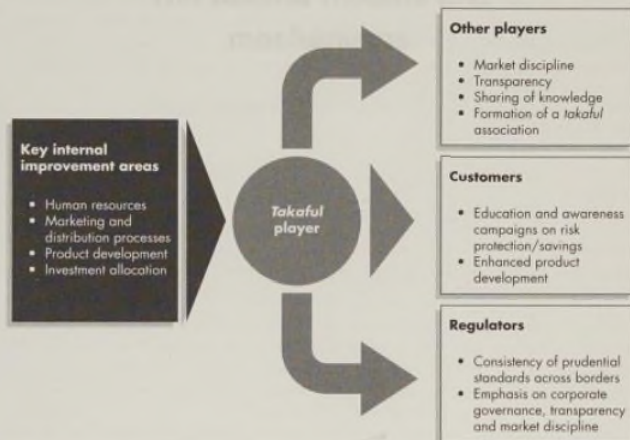 Key internal
improvement areas
• Human resources
• Marketing and
distribution processes
• Product development
• Investment allocation
Takaful
player
Other players
• Market discipline
• Transparency
• Sharing of knowledge
• Formation of a takaful
association
Customers
• Education and awareness
campaigns on risk
protection/savings
• Enhanced product
development
Regulators
• Consistency of prudential
standards across borders
• Emphasis on corporate
governance, transparency
and market discipline